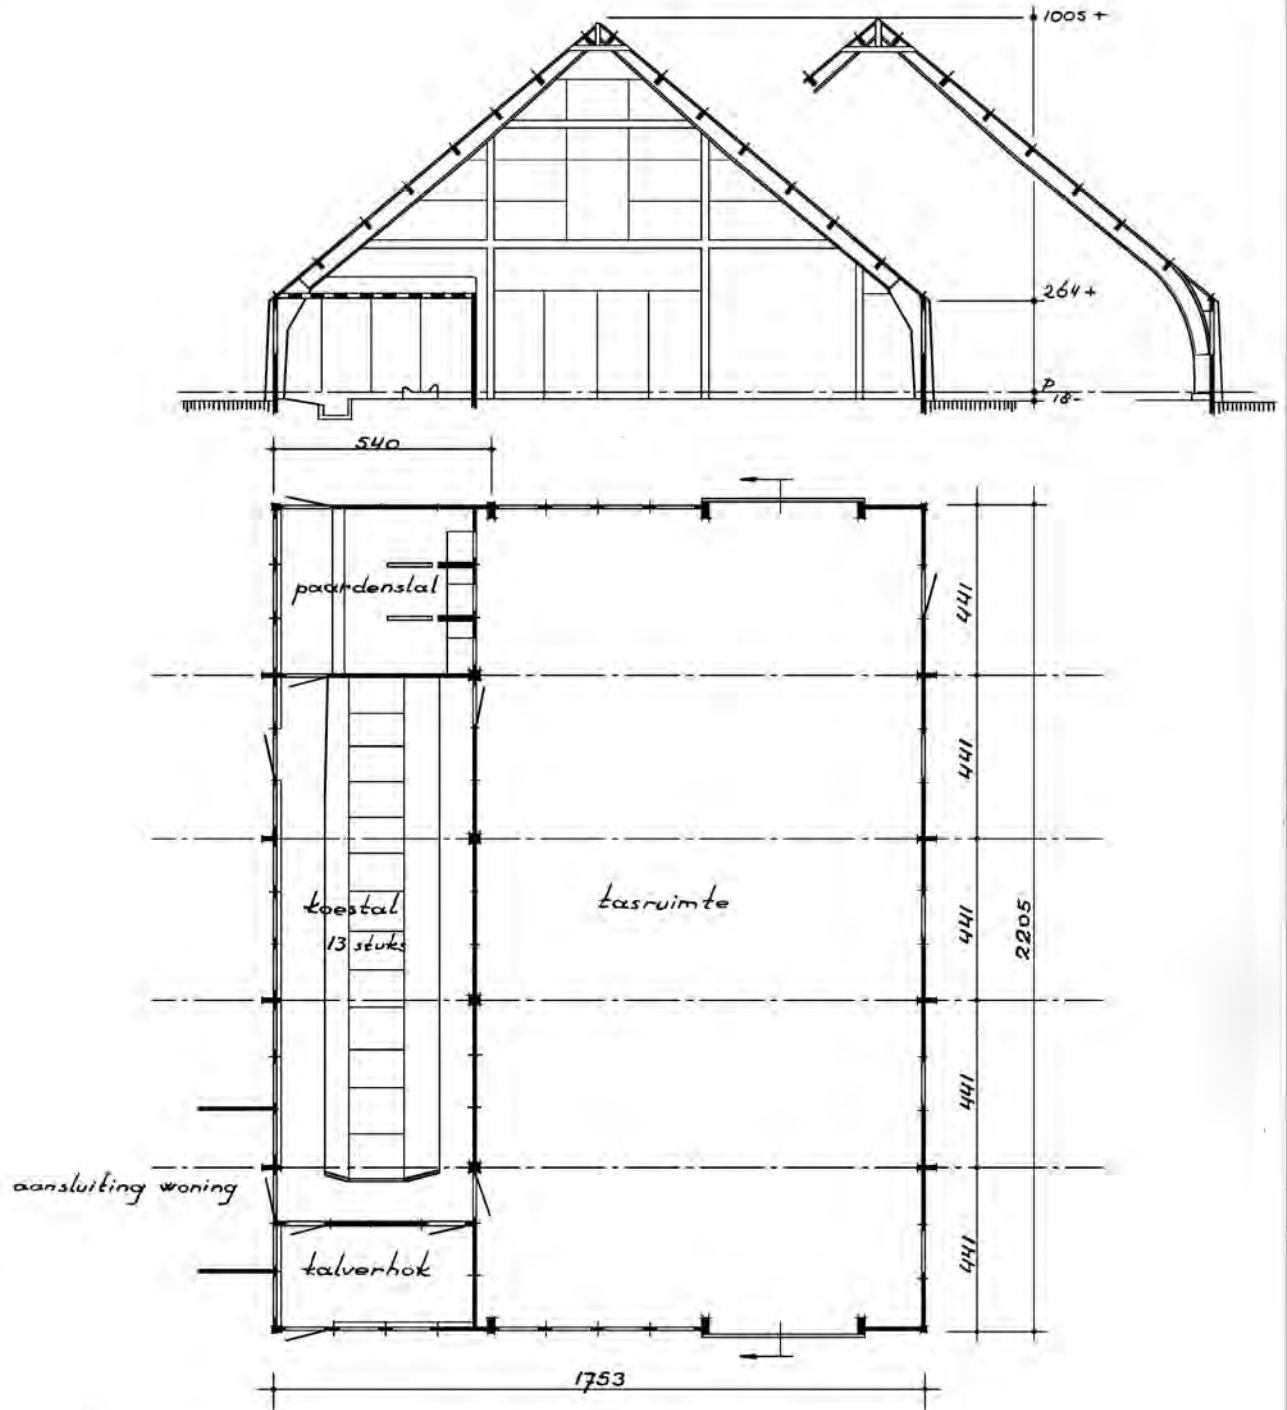 1005 +
264 +
P
18-
540
paardenstal
441
441
koestal
13 stuks
tasruimte
441
2205
441
aansluiting woning
kalverhok
441
1753